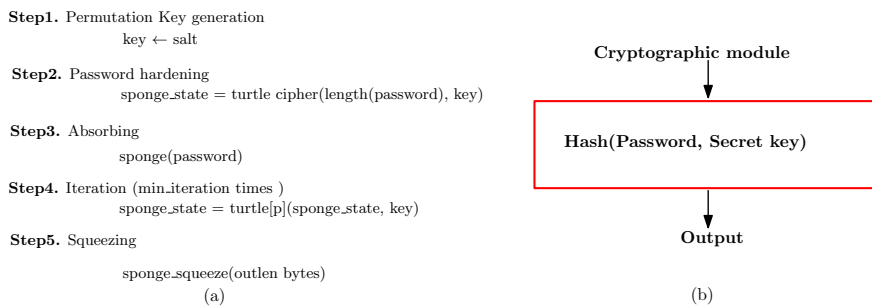 Step1. Permutation Key generation
key ← salt
Step2. Password hardening
sponge_state = turtle cipher(length(password), key)
Step3. Absorbing
sponge(password)
Step4. Iteration (min_iteration times )
sponge_state = turtle[p](sponge_state, key)
Step5. Squeezing
sponge_squeeze(outlen bytes)
(a)
Cryptographic module
Hash(Password, Secret key)
Output
(b)